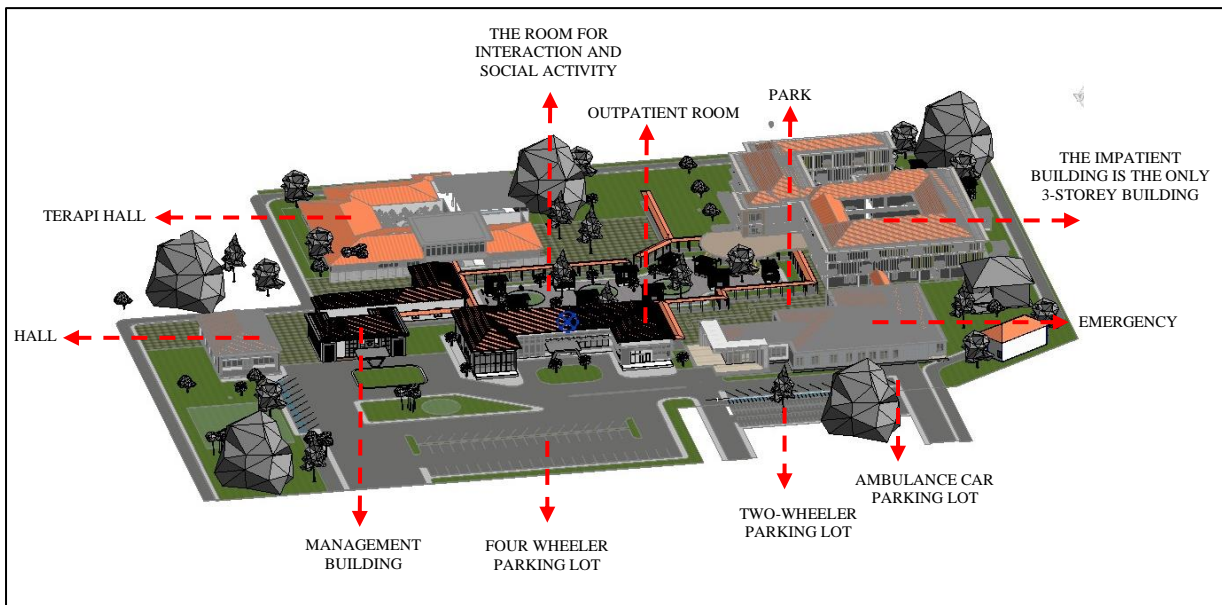 THE ROOM FOR
INTERACTION AND
SOCIAL ACTIVITY
OUTPATIENT ROOM
PARK
THE IMPATIENT
BUILDING IS THE ONLY
3-STOREY BUILDING
TERAPI HALL
HALL
EMERGENCY
AMBULANCE CAR
PARKING LOT
TWO-WHEELER
PARKING LOT
MANAGEMENT
BUILDING
FOUR WHEELER
PARKING LOT